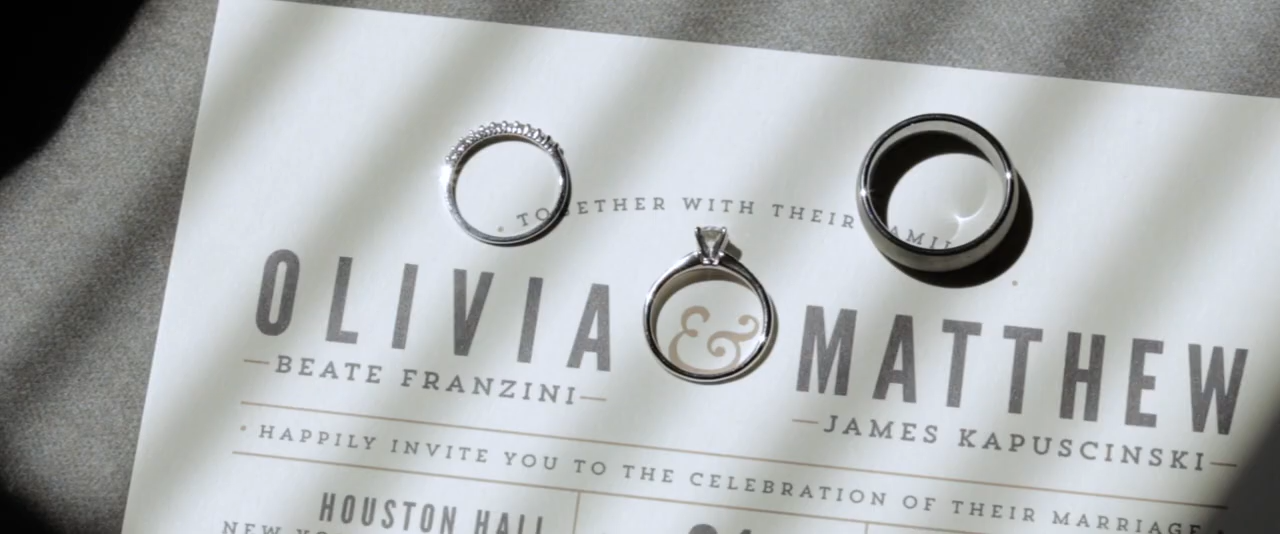 TOGETHER WITH THEIR
OLIVIA & MATTHEW
—BEATE FRANZINI— —JAMES KAPUSCINSKI—
• HAPPILY INVITE YOU TO THE CELEBRATION OF THEIR MARRIAGE •
HOUSTON HALL
NEW